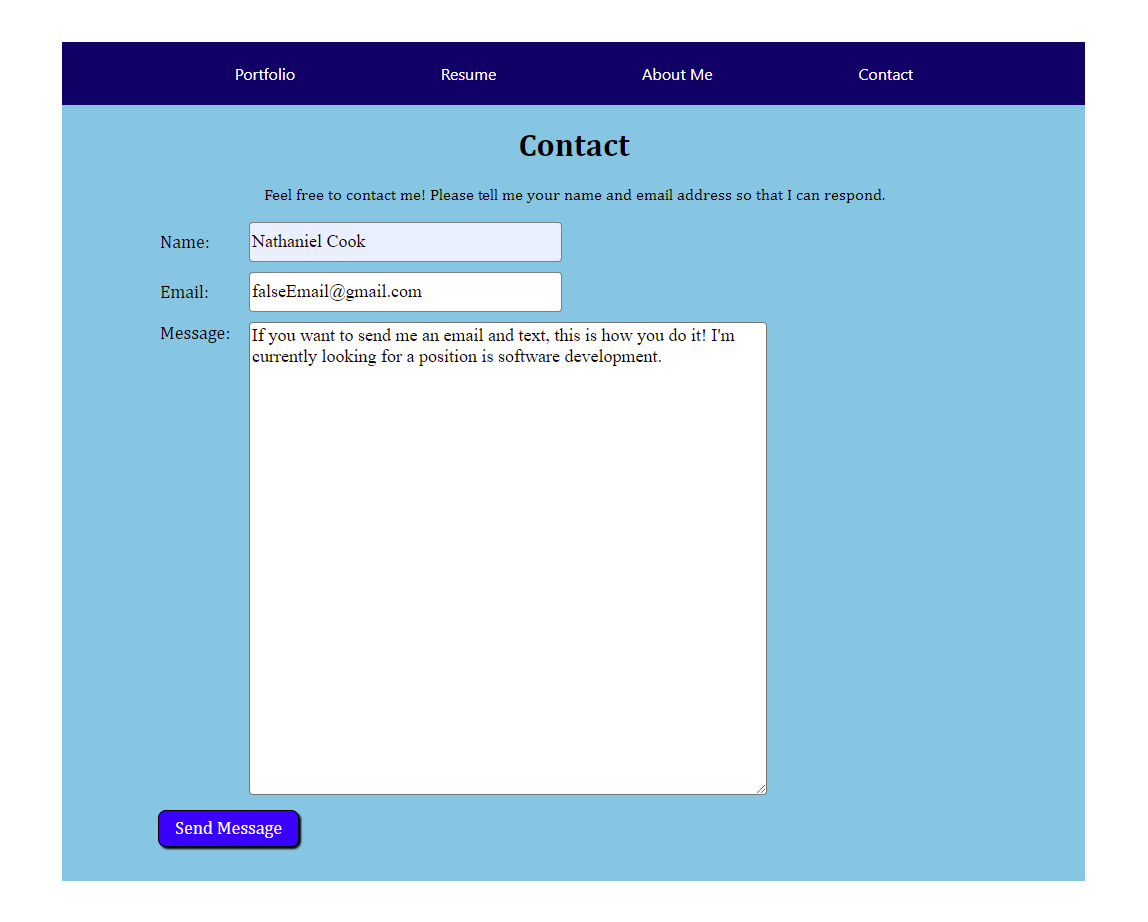 Portfolio Resume About Me Contact
Contact
Feel free to contact me! Please tell me your name and email address so that I can respond.
Name: Nathaniel Cook
Email: falseEmail@gmail.com
Message: If you want to send me an email and text, this is how you do it! I'm
currently looking for a position is software development.
Send Message